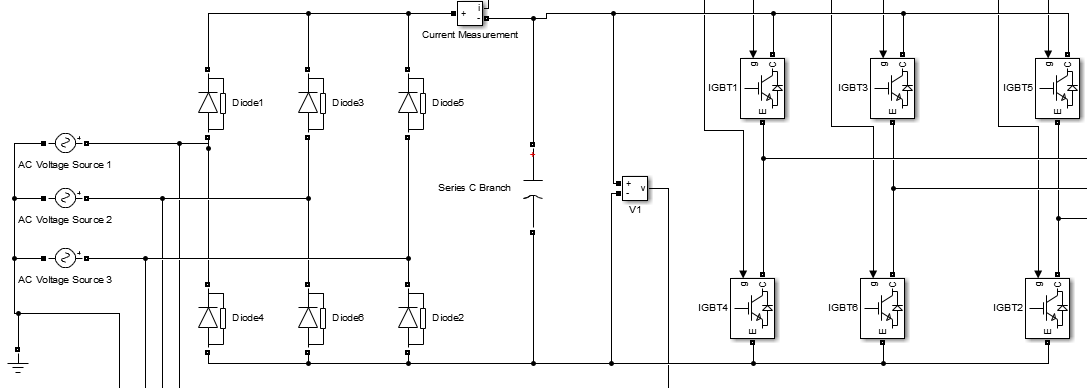 i
+
-
Current Measurement
Diode1
Diode3
Diode5
g
C
IGBT1
E
g
C
IGBT3
E
g
C
IGBT5
E
+
AC Voltage Source 1
+
AC Voltage Source 2
+
AC Voltage Source 3
+
Series C Branch
+
-
v
V1
Diode4
Diode6
Diode2
g
C
IGBT4
E
g
C
IGBT6
E
g
C
IGBT2
E